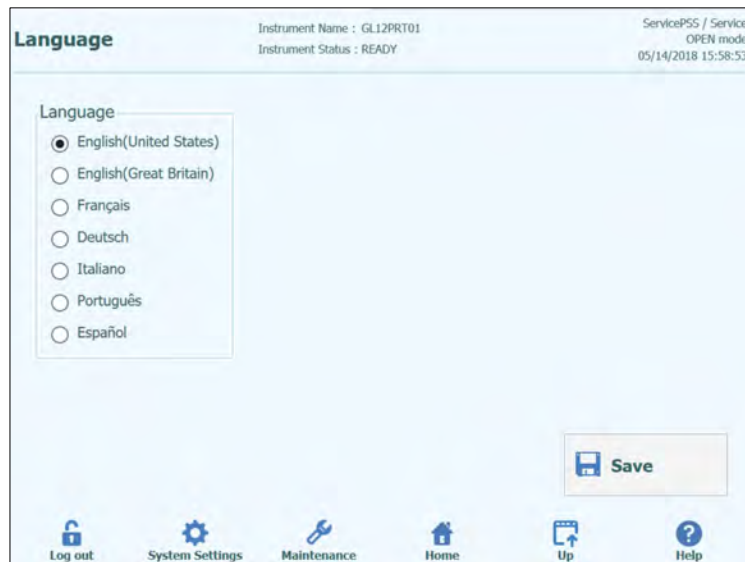 Language
Instrument Name : GL12PRT01
Instrument Status : READY
ServicePSS / Service
OPEN mode
05/14/2018 15:58:53
Language
English(United States)
English(Great Britain)
Français
Deutsch
Italiano
Português
Español
Save
Log out
System Settings
Maintenance
Home
Up
Help